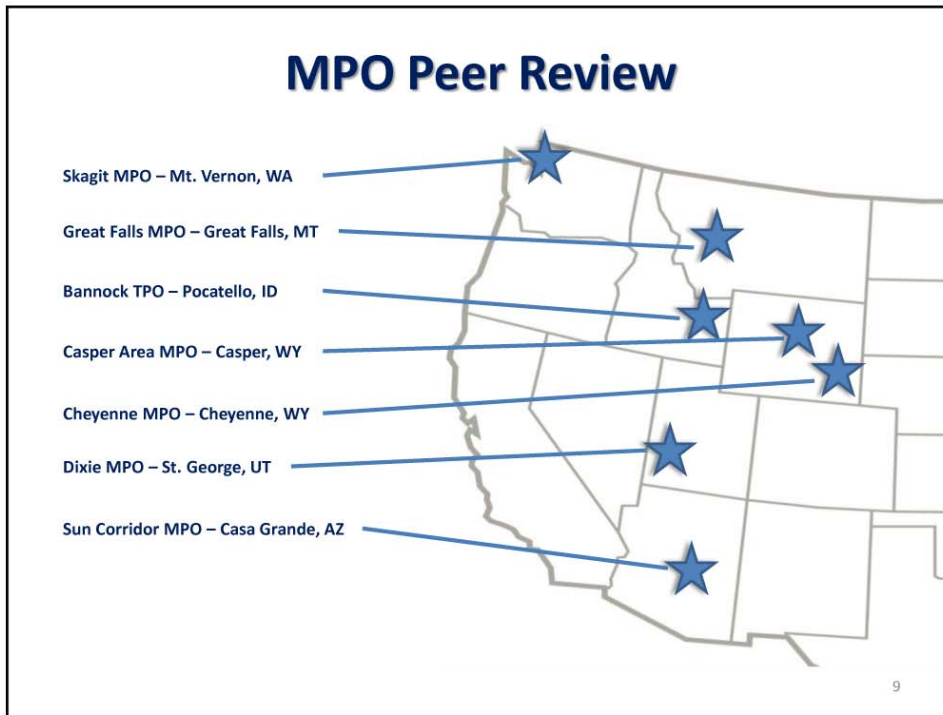 MPO Peer Review
Skagit MPO – Mt. Vernon, WA
Great Falls MPO – Great Falls, MT
Bannock TPO – Pocatello, ID
Casper Area MPO – Casper, WY
Cheyenne MPO – Cheyenne, WY
Dixie MPO – St. George, UT
Sun Corridor MPO – Casa Grande, AZ
9